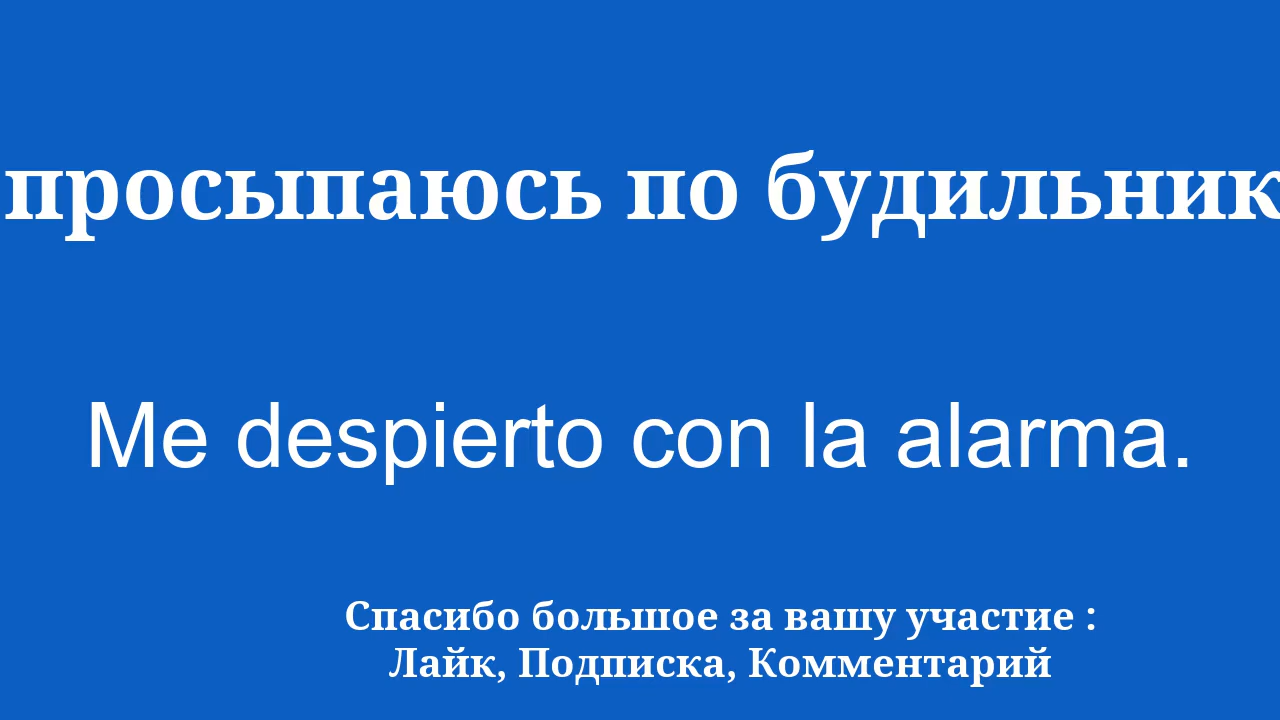 просыпаюсь по будильник
Me despierto con la alarma.
Спасибо большое за вашу участие :
Лайк, Подписка, Комментарий